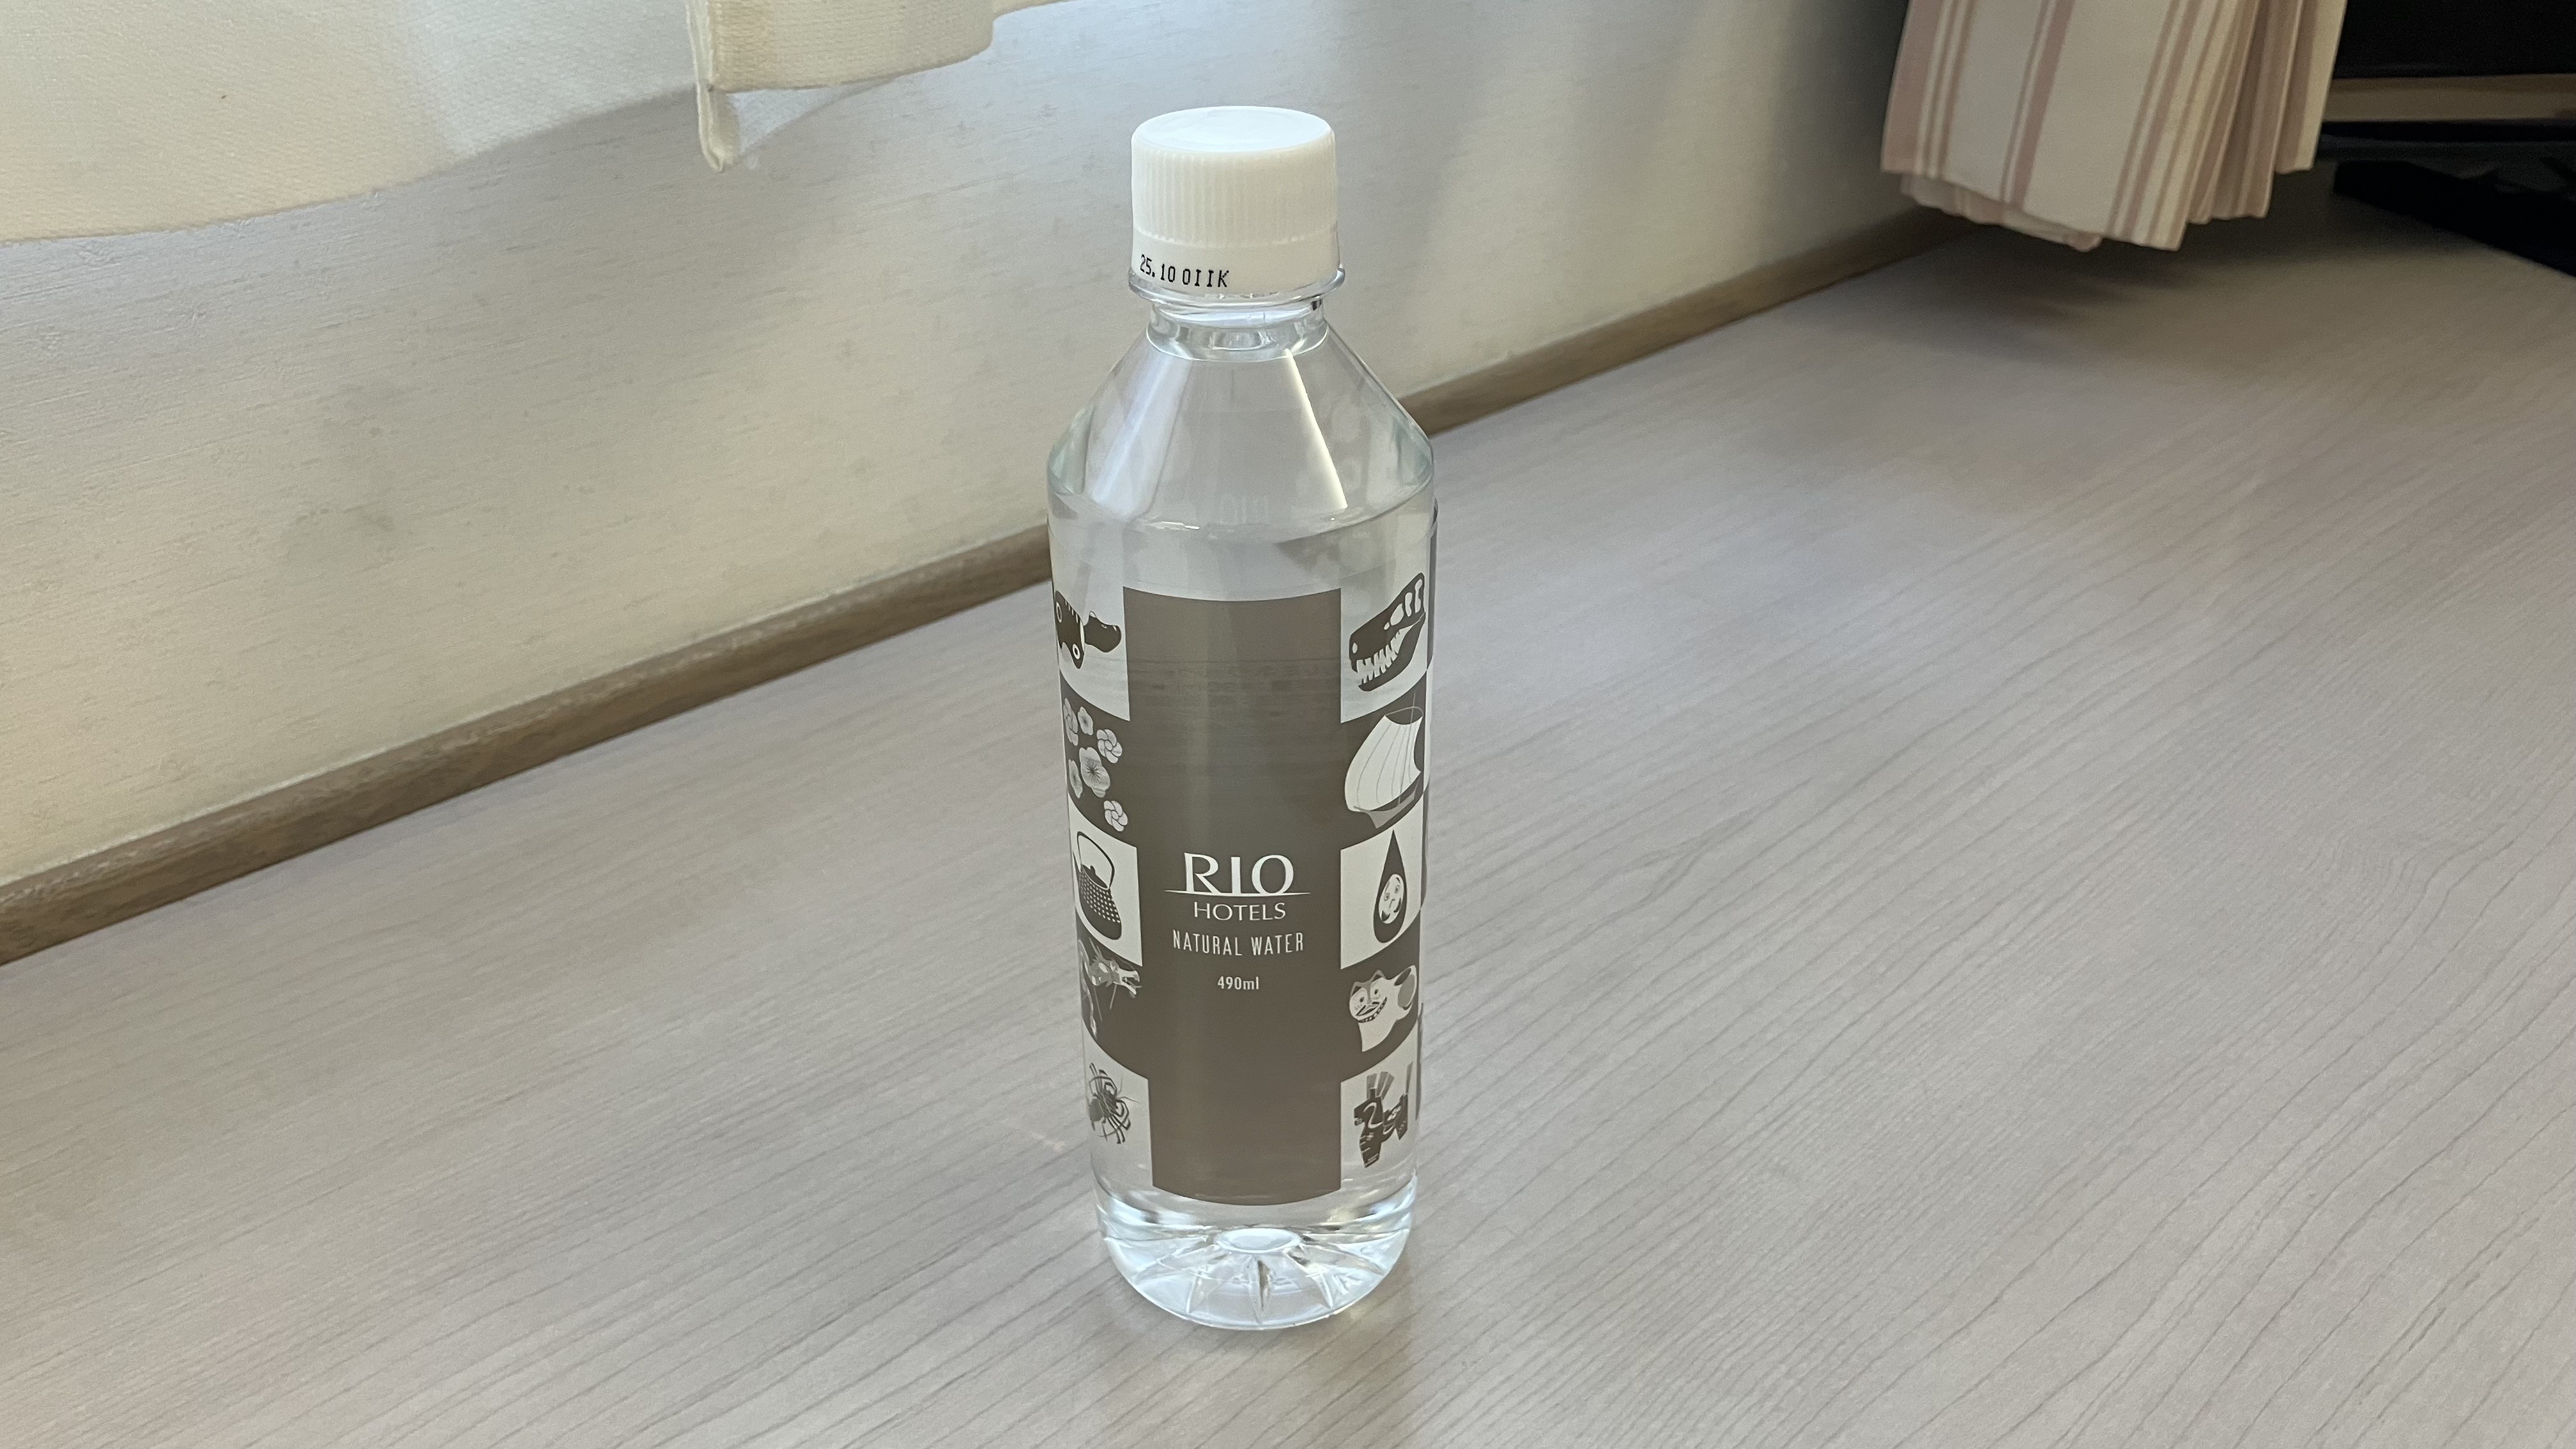 25.10 OIIK
RIO
HOTELS
NATURAL WATER
490ml